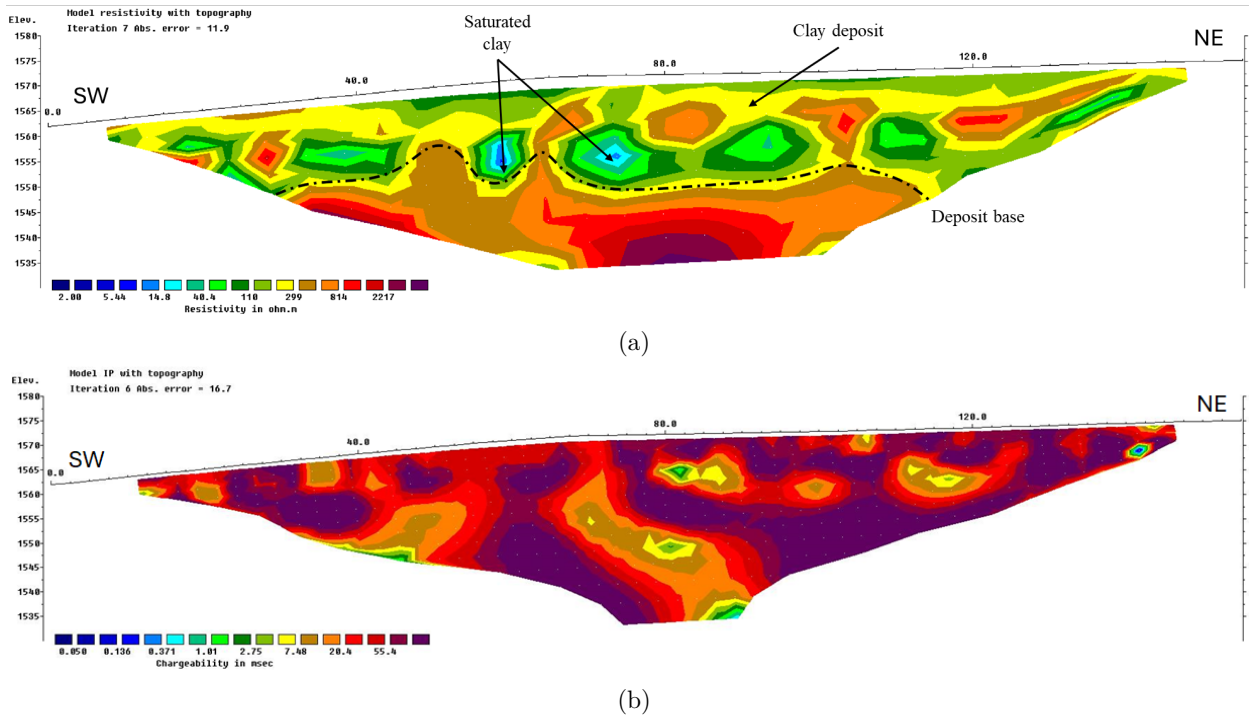 Model resistivity with topography
Elev.
Iteration 7 Abs. error = 11.9
Saturated
clay
Clay deposit
NE
SW
1580
1575
1570
1565
1560
1555
1550
1545
1540
1535
0.0
40.0
80.0
120.0
Deposit base
2.00 5.44 14.8 40.4 110 299 814 2217
Resistivity in ohm.m
(a)
Model IP with topography
Elev.
Iteration 6 Abs. error = 16.7
NE
SW
1580
1575
1570
1565
1560
1555
1550
1545
1540
1535
0.0
40.0
80.0
120.0
0.050 0.136 0.371 1.01 2.75 7.48 20.4 55.4
Chargeability in msec
(b)